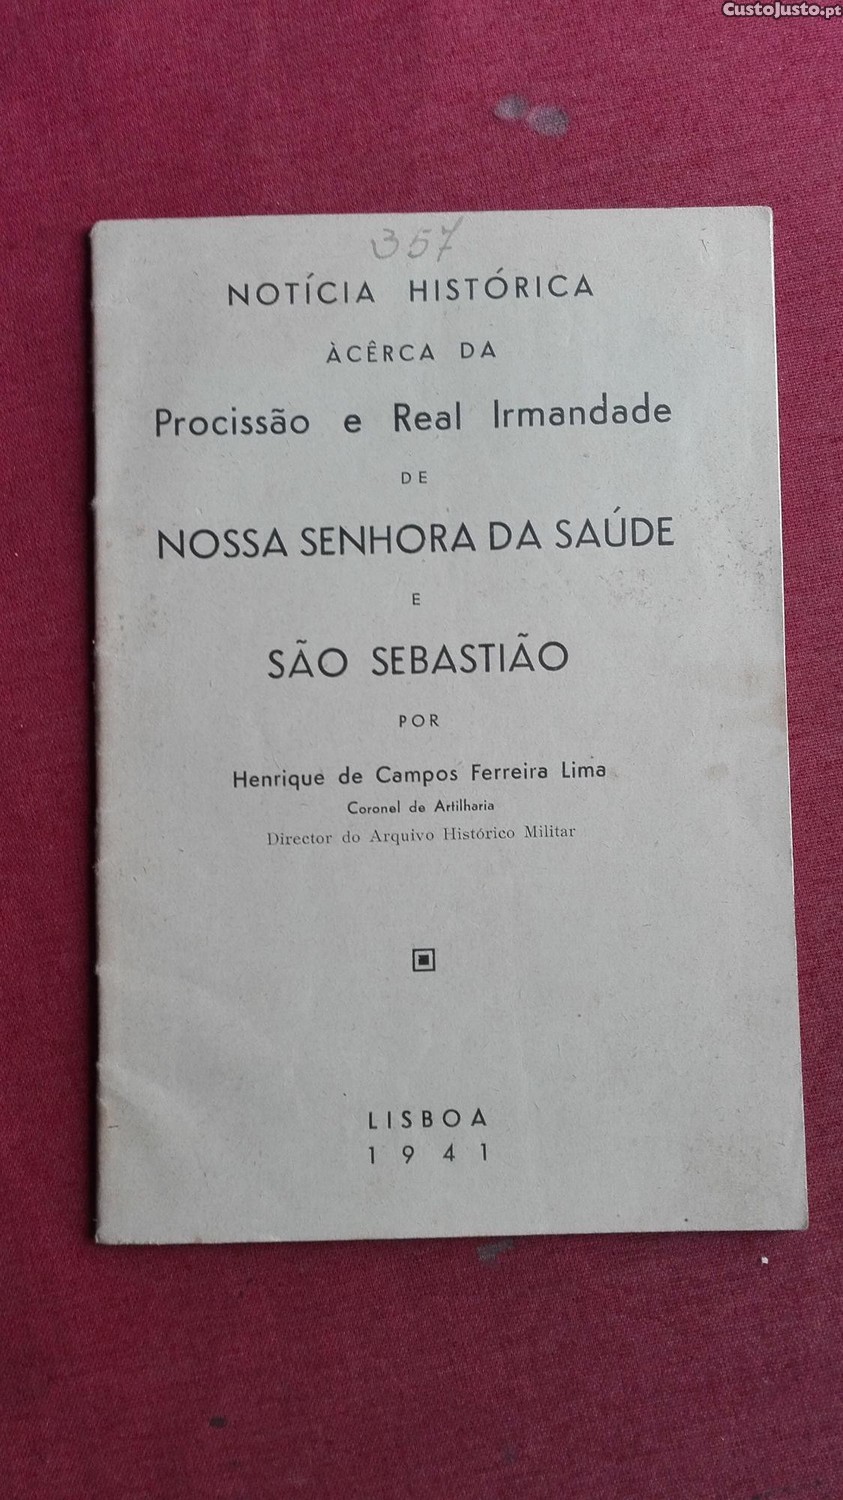 CustoJusto.pt
357
NOTÍCIA HISTÓRICA
ÀCÊRCA DA
Procissão e Real Irmandade
DE
NOSSA SENHORA DA SAÚDE
E
SÃO SEBASTIÃO
POR
Henrique de Campos Ferreira Lima
Coronel de Artilharia
Director do Arquivo Histórico Militar
LISBOA
1941